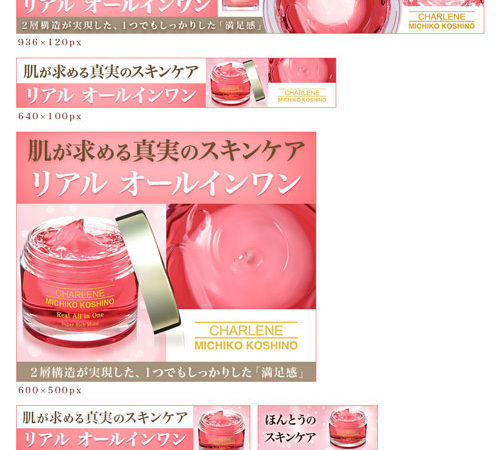 リアル オールインワン
2層構造が実現した、1つでもしっかりした「満足感」
CHARLENE
MICHIKO KOSHINO
936×120px
肌が求める真実のスキンケア
リアル オールインワン
CHARLENE
MICHIKO KOSHINO
640×100px
肌が求める真実のスキンケア
リアル オールインワン
CHARLENE
MICHIKO KOSHINO
Real All in One
Super Rich Moist
CHARLENE
MICHIKO KOSHINO
2層構造が実現した、1つでもしっかりした「満足感」
600×500px
肌が求める真実のスキンケア
リアル オールインワン
ほんとうの
スキンケア